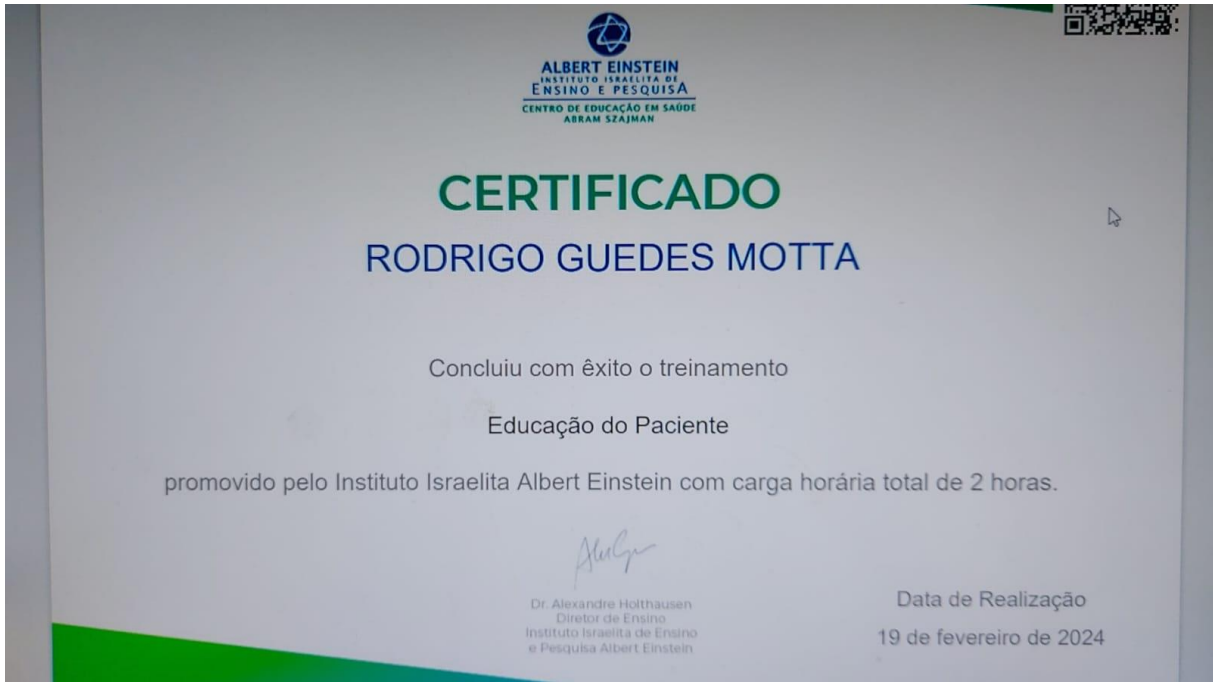 ALBERT EINSTEIN
INSTITUTO ISRAELITA DE
ENSINO E PESQUISA
CENTRO DE EDUCAÇÃO EM SAÚDE
ABRAM SZAJMAN
CERTIFICADO
RODRIGO GUEDES MOTTA
Concluiu com êxito o treinamento
Educação do Paciente
promovido pelo Instituto Israelita Albert Einstein com carga horária total de 2 horas.
Dr. Alexandre Holthausen
Diretor de Ensino
Instituto Israelita de Ensino
e Pesquisa Albert Einstein
Data de Realização
19 de fevereiro de 2024